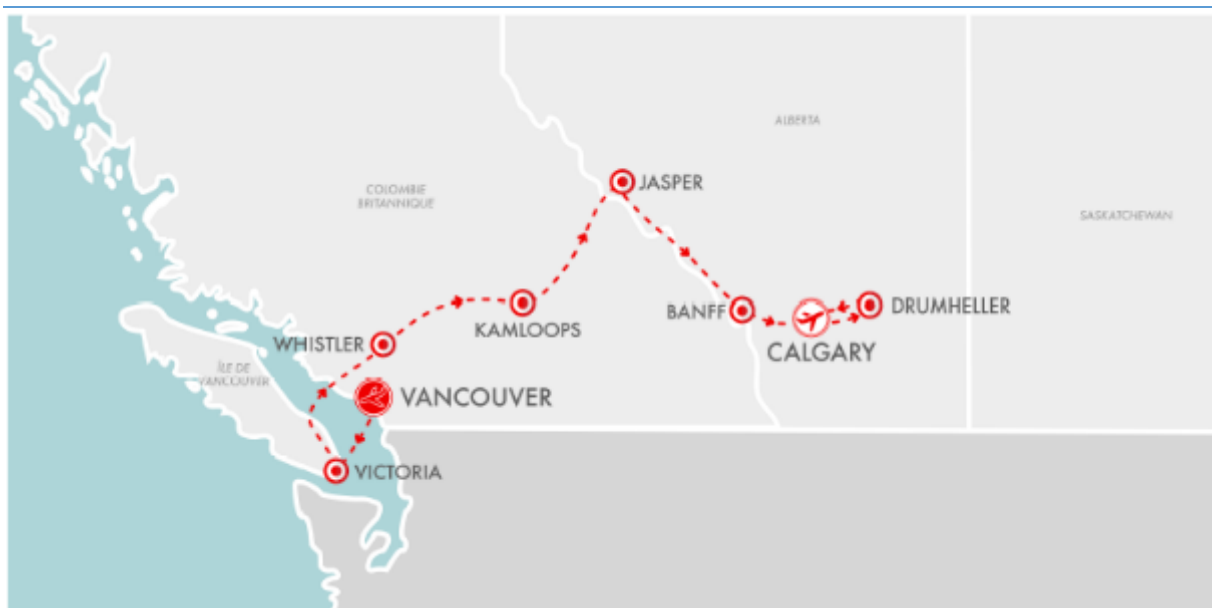 ALBERTA
JASPER
COLOMBIE
BRITANNIQUE
SASKATCHEWAN
BANFF
DRUMHELLER
KAMLOOPS
WHISTLER
CALGARY
ÎLE DE
VANCOUVER
VANCOUVER
VICTORIA